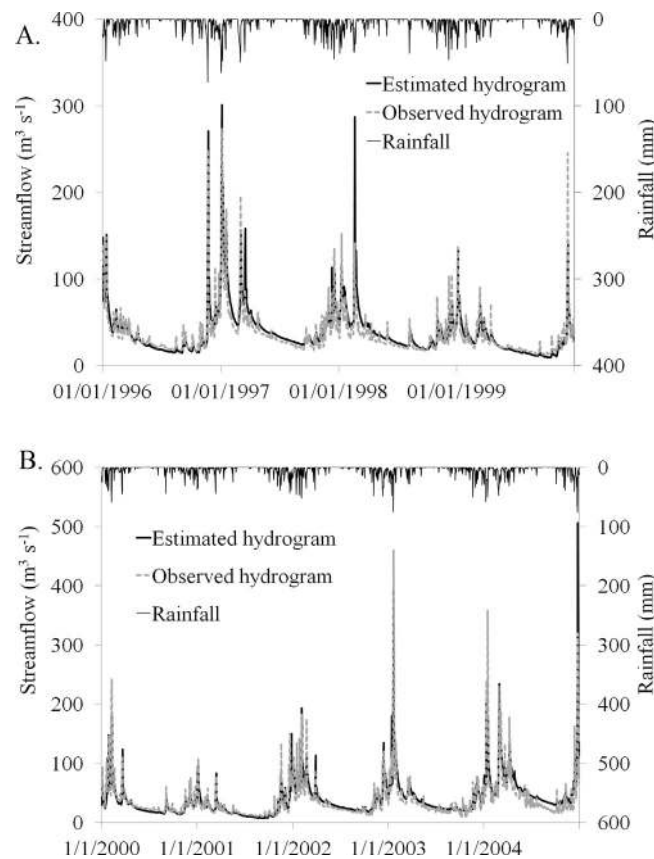 A.
400
300
200
100
0
Streamflow (m³ s⁻¹)
Estimated hydrogram
Observed hydrogram
Rainfall
0
100
200
300
400
Rainfall (mm)
01/01/1996
01/01/1997
01/01/1998
01/01/1999
B.
600
500
400
300
200
100
0
Streamflow (m³ s⁻¹)
Estimated hydrogram
Observed hydrogram
Rainfall
0
100
200
300
400
500
600
Rainfall (mm)
1/1/2000
1/1/2001
1/1/2002
1/1/2003
1/1/2004